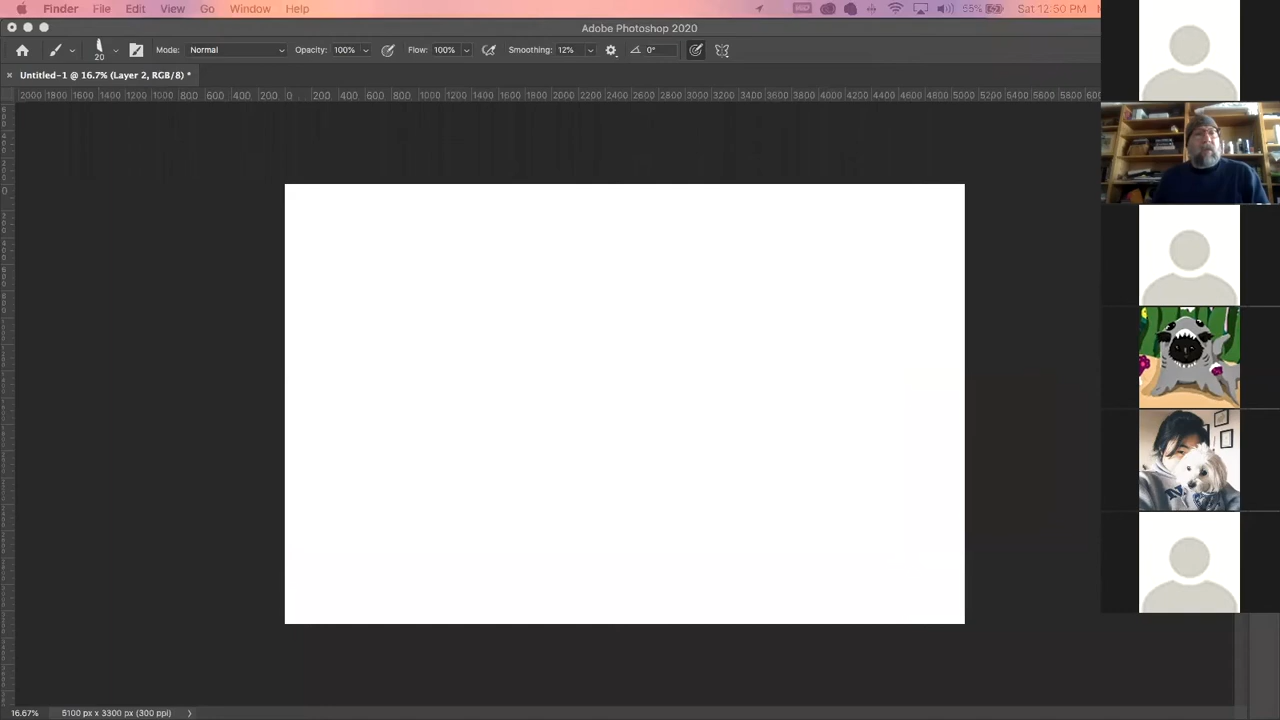 Finder File Edit View Go Window Help 55% Sat 12:50 PM
Adobe Photoshop 2020
20 Mode: Normal Opacity: 100% Flow: 100% Smoothing: 12% 0°
× Untitled-1 @ 16.7% (Layer 2, RGB/8) *
2000 1800 1600 1400 1200 1000 800 600 400 200 0 200 400 600 800 1000 1200 1400 1600 1800 2000 2200 2400 2600 2800 3000 3200 3400 3600 3800 4000 4200 4400 4600 4800 5000 5200 5400 5600 5800
16.67% 5100 px x 3300 px (300 ppi)